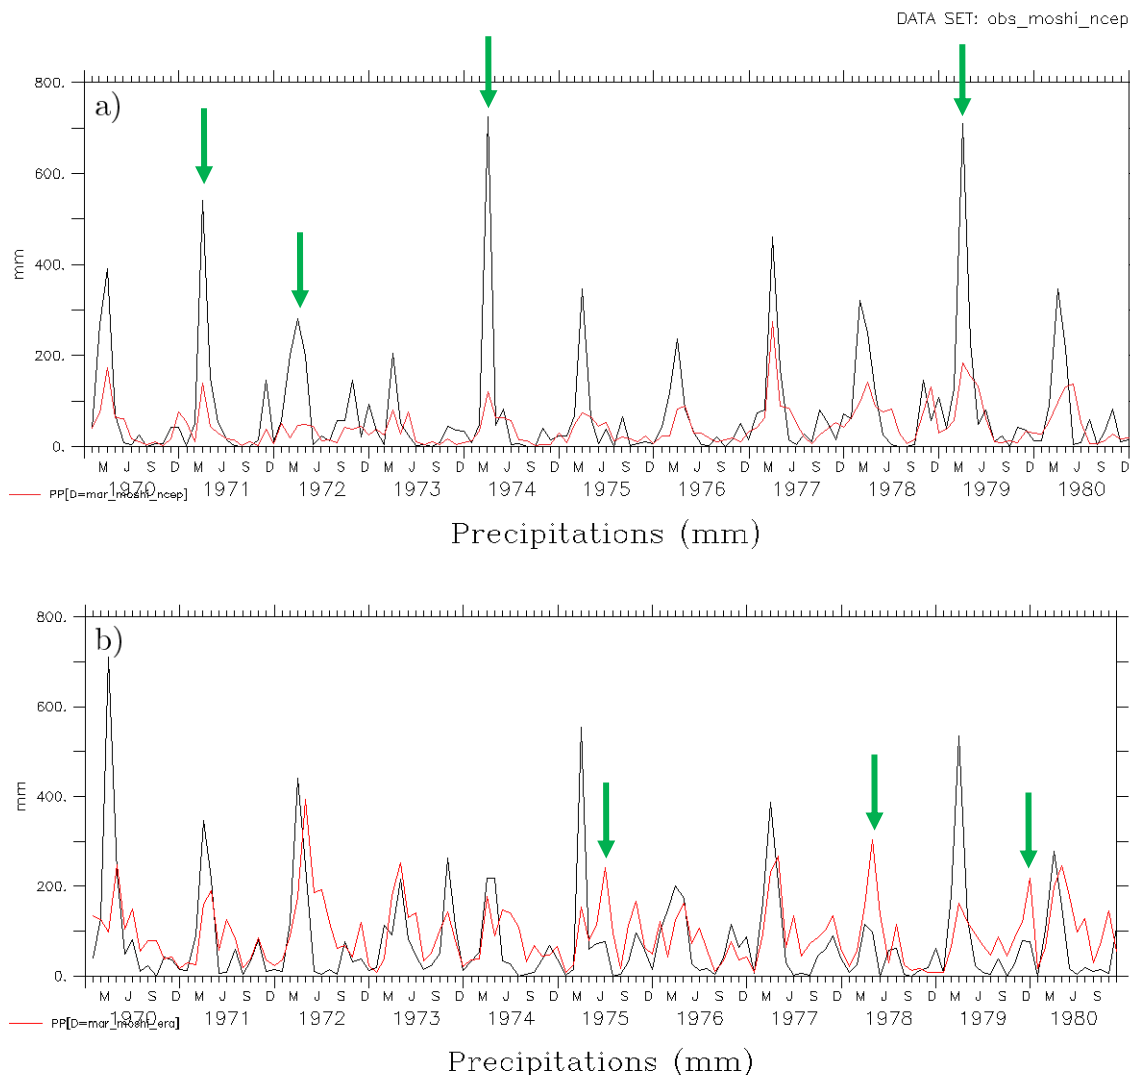 DATA SET: obs_moshi_ncep
a)
800.
600.
400.
200.
0.
mm
M J S D M J S D M J S D M J S D M J S D M J S D M J S D M J S D M J S D M J S D M J S D
1970 1971 1972 1973 1974 1975 1976 1977 1978 1979 1980
PP[D=mar_moshi_ncep]
Precipitations (mm)
b)
800.
600.
400.
200.
0.
mm
M J S D M J S D M J S D M J S D M J S D M J S D M J S D M J S D M J S D M J S D M J S
1970 1971 1972 1973 1974 1975 1976 1977 1978 1979 1980
PP[D=mar_moshi_era]
Precipitations (mm)